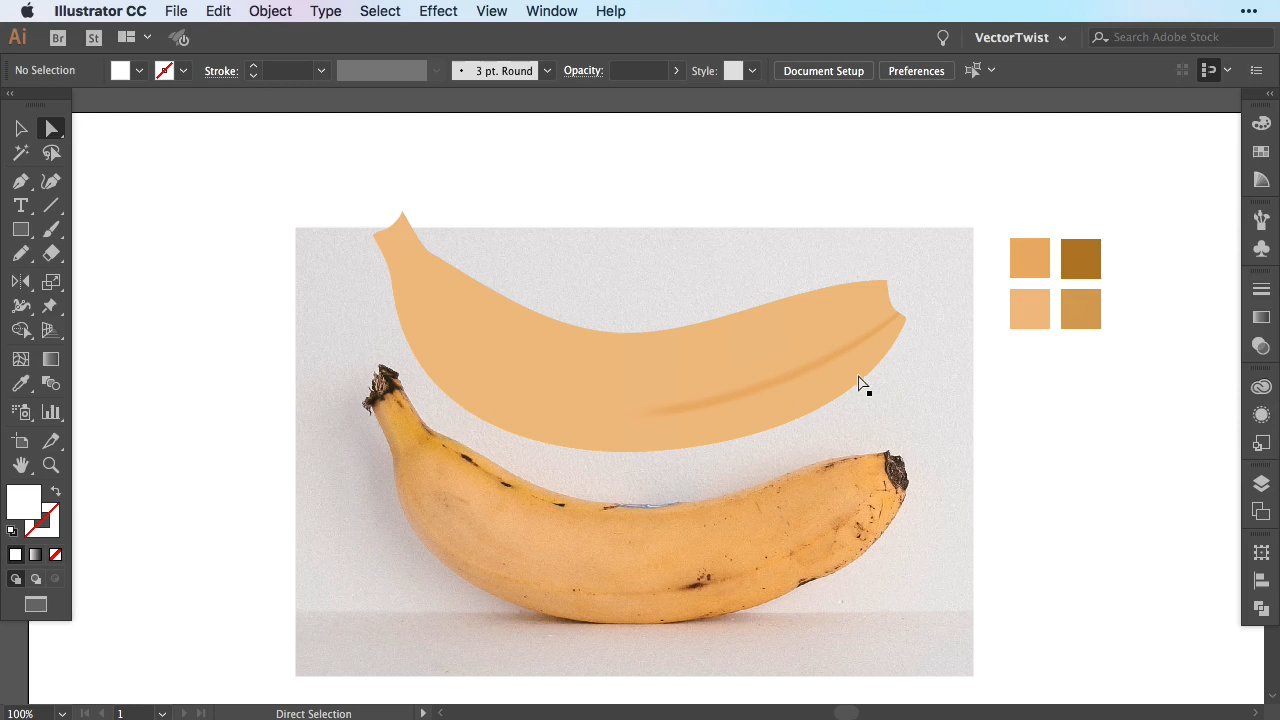 Illustrator CC File Edit Object Type Select Effect View Window Help
Ai Br St VectorTwist Search Adobe Stock
No Selection Stroke: 3 pt. Round Opacity: Style: Document Setup Preferences
T
100% 1 Direct Selection